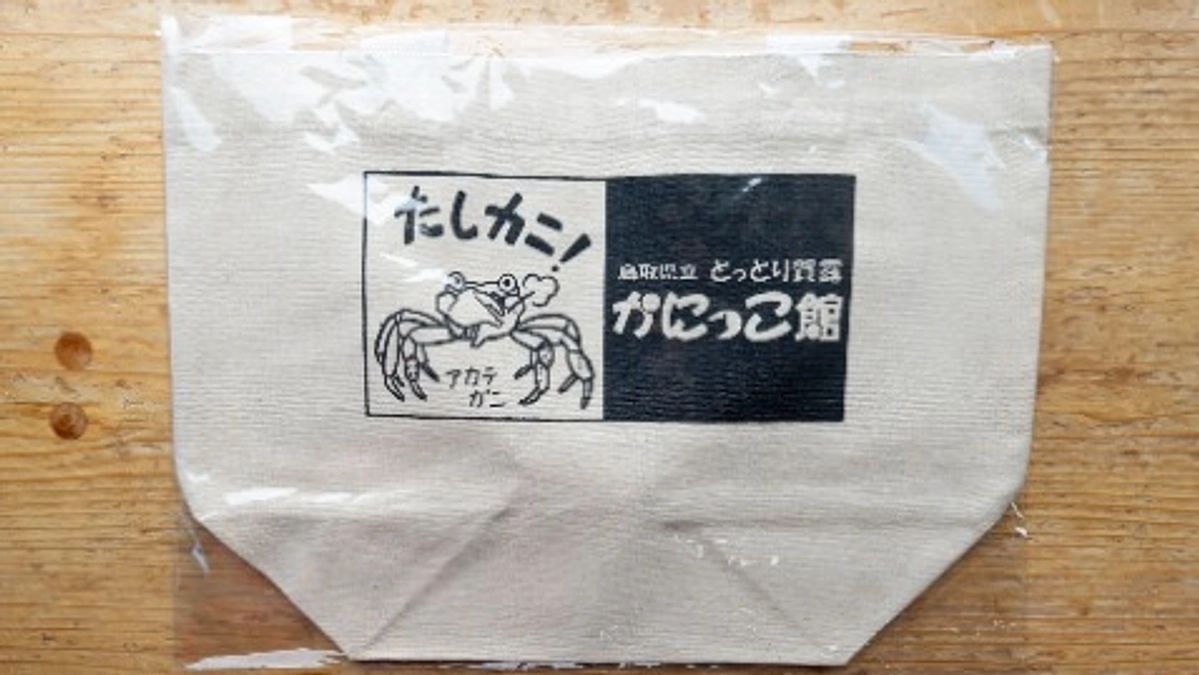 たしカニ!
アカテ
ガニ
鳥取県立 とっとり賀露
かにっこ館